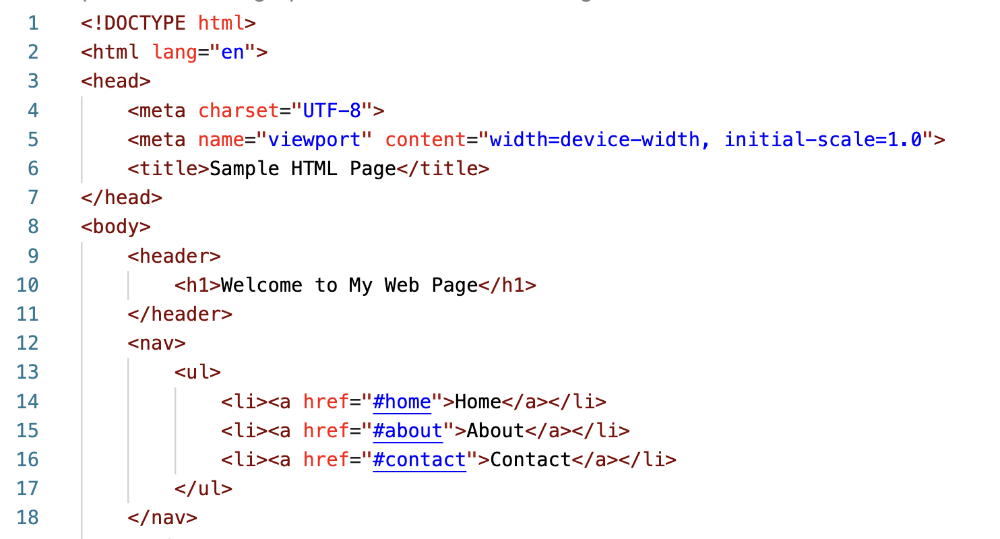 1 <!DOCTYPE html>
2 <html lang="en">
3 <head>
4     <meta charset="UTF-8">
5     <meta name="viewport" content="width=device-width, initial-scale=1.0">
6     <title>Sample HTML Page</title>
7 </head>
8 <body>
9     <header>
10         <h1>Welcome to My Web Page</h1>
11     </header>
12     <nav>
13         <ul>
14             <li><a href="#home">Home</a></li>
15             <li><a href="#about">About</a></li>
16             <li><a href="#contact">Contact</a></li>
17         </ul>
18     </nav>